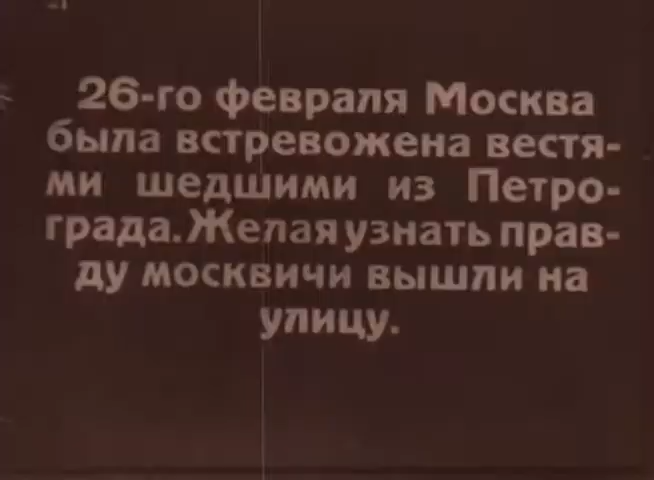 26-го февраля Москва
была встревожена вестя-
ми шедшими из Петро-
града. Желая узнать прав-
ду москвичи вышли на
улицу.